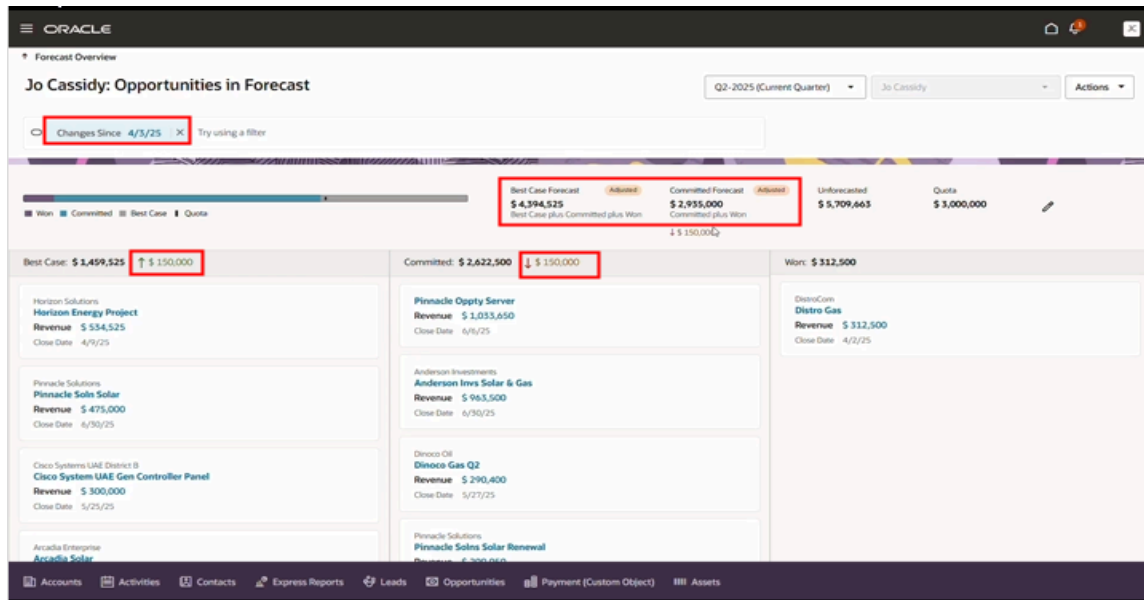 ORACLE
Forecast Overview
Jo Cassidy: Opportunities in Forecast
Q2-2025 (Current Quarter)
Jo Cassidy
Actions
Changes Since 4/3/25 X Try using a filter
Best Case Forecast Adjusted
$ 4,394,525
Best Case plus Committed plus Won
Committed Forecast Adjusted
$ 2,935,000
Committed plus Won
↓ $ 150,000
Unforecasted
$ 5,709,663
Quota
$ 3,000,000
Won Committed Best Case Quota
Best Case: $ 1,459,525 ↑ $ 150,000
Horizon Solutions
Horizon Energy Project
Revenue $ 534,525
Close Date 4/9/25
Pinnacle Solutions
Pinnacle Soln Solar
Revenue $ 475,000
Close Date 6/30/25
Cisco Systems UAE District B
Cisco System UAE Gen Controller Panel
Revenue $ 300,000
Close Date 5/25/25
Arcadia Enterprise
Arcadia Solar
Committed: $ 2,622,500 ↓ $ 150,000
Pinnacle Oppty Server
Revenue $ 1,033,650
Close Date 6/6/25
Anderson Investments
Anderson Invs Solar & Gas
Revenue $ 963,500
Close Date 6/30/25
Dinoco Oil
Dinoco Gas Q2
Revenue $ 290,400
Close Date 5/27/25
Pinnacle Solutions
Pinnacle Solns Solar Renewal
Won: $ 312,500
DistroCom
Distro Gas
Revenue $ 312,500
Close Date 4/2/25
Accounts Activities Contacts Express Reports Leads Opportunities Payment (Custom Object) Assets